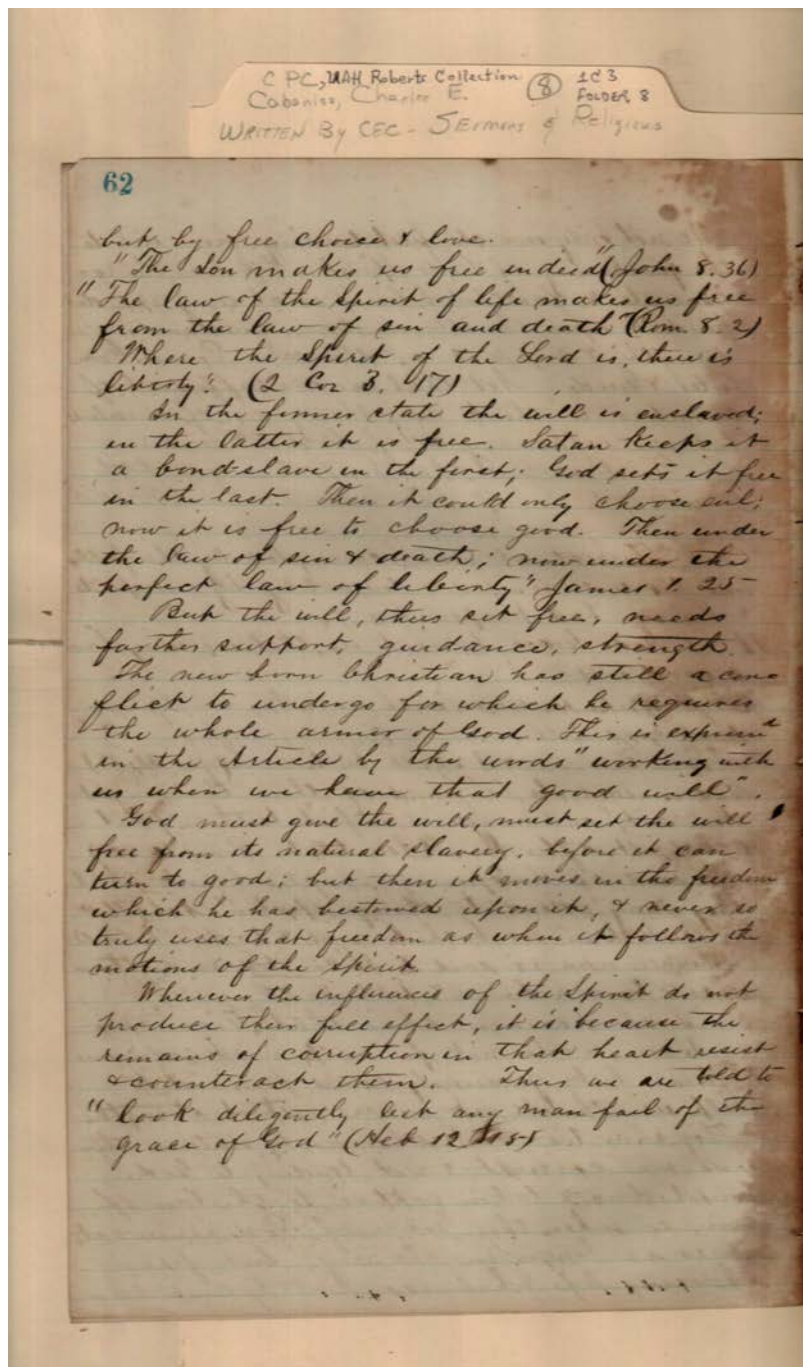 C PC, UAH Roberts Collection (8) 1C3
Cabaniss, Charles E. FOLDER 8
WRITTEN By CEC - SERMONS & Religious
62
but by free choice & love.
"The Son makes us free indeed" (John 8. 36)
"The law of the Spirit of life makes us free
from the law of sin and death" (Rom. 8. 2)
Where the Spirit of the Lord is, there is
liberty". (2 Cor 3. 17)
In the former state the will is enslaved;
in the latter it is free. Satan keeps it
a bond-slave in the first; God sets it free
in the last. Then it could only choose evil;
now it is free to choose good. Then under
the law of sin & death; now under the
perfect law of liberty" James 1. 25
But the will, thus set free, needs
farther support, guidance, strength.
The new born Christian has still a con-
flict to undergo for which he requires
the whole armor of God. This is express'd
in the Article by the words "working with
us when we have that good will".
God must give the will, must set the will
free from its natural slavery, before it can
turn to good; but then it moves in the freedom
which he has bestowed upon it, & never so
truly uses that freedom as when it follows the
motions of the Spirit.
Whenever the influences of the Spirit do not
produce their full effect, it is because the
remains of corruption in that heart resist
& counteract them. Thus we are told to
"look diligently lest any man fail of the
grace of God" (Heb 12 15)